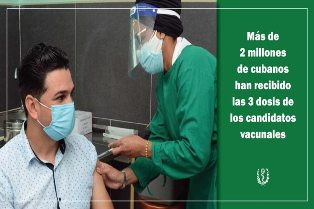 Más de
2 millones
de cubanos
han recibido
las 3 dosis de
los candidatos
vacunales